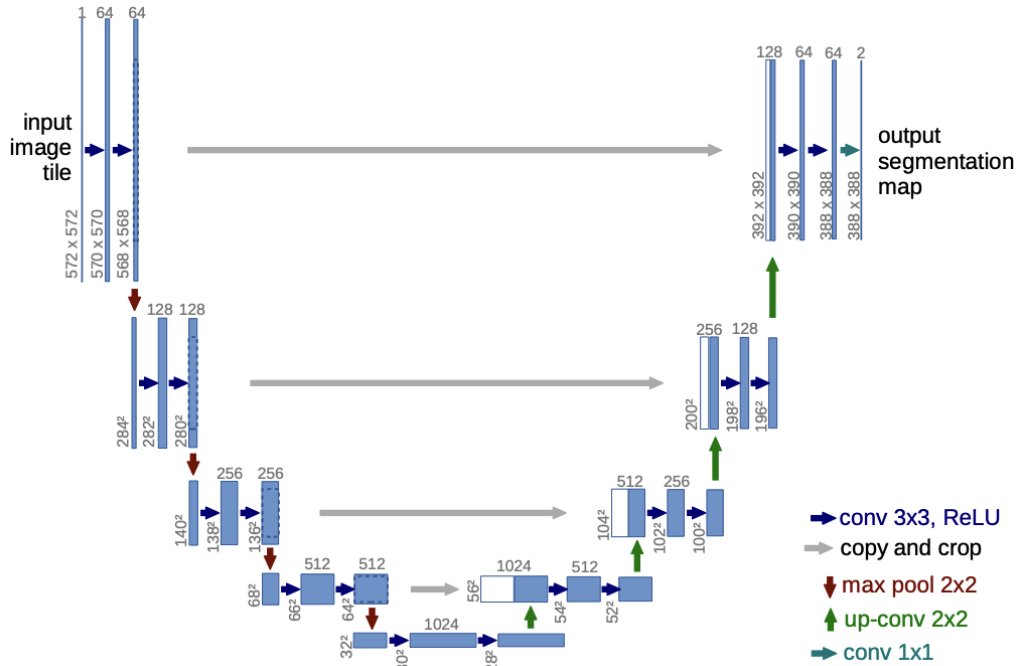 1 64 64
input
image
tile
572 x 572
570 x 570
568 x 568
128 64 64 2
output
segmentation
map
392 x 392
390 x 390
388 x 388
388 x 388
128 128
284²
282²
280²
256 128
200²
198²
196²
256 256
140²
138²
136²
512 256
104²
102²
100²
512 512
68²
66²
64²
1024 512
56²
54²
52²
1024
32²
conv 3x3, ReLU
copy and crop
max pool 2x2
up-conv 2x2
conv 1x1